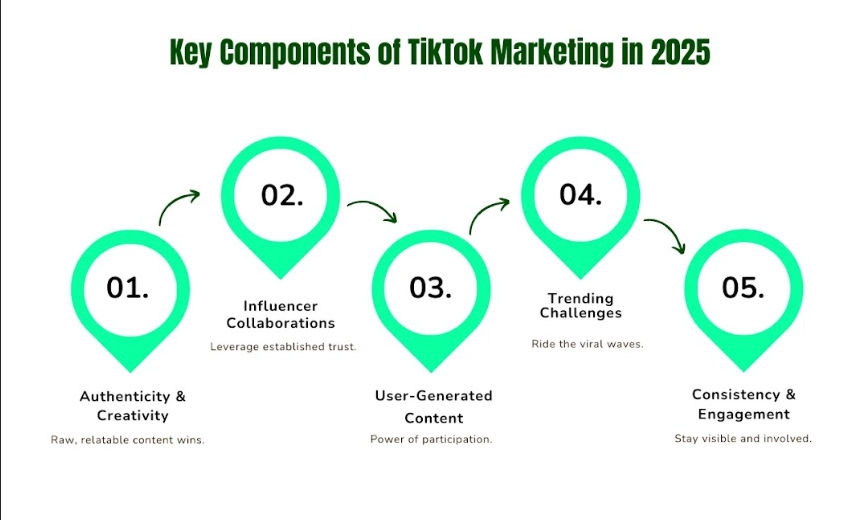 Key Components of TikTok Marketing in 2025
01.
Authenticity &
Creativity
Raw, relatable content wins.
02.
Influencer
Collaborations
Leverage established trust.
03.
User-Generated
Content
Power of participation.
04.
Trending
Challenges
Ride the viral waves.
05.
Consistency &
Engagement
Stay visible and involved.